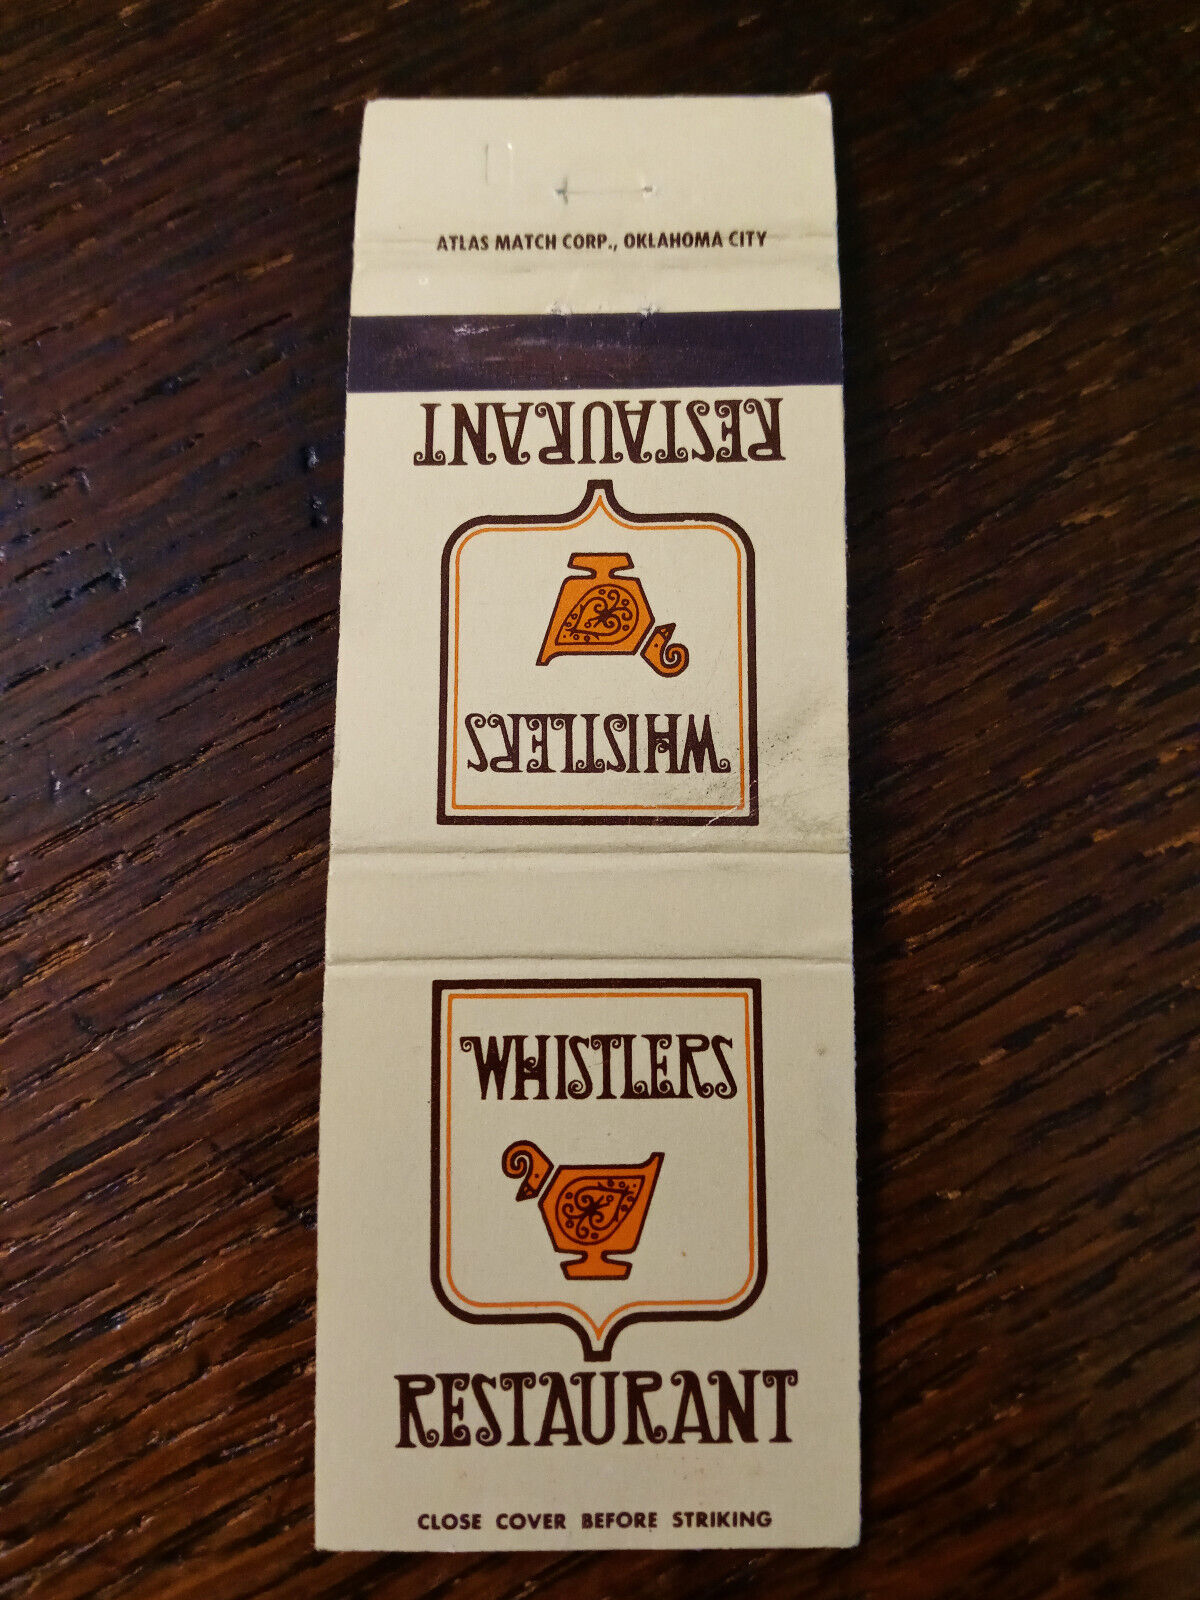 ATLAS MATCH CORP., OKLAHOMA CITY
RESTAURANT
WHISTLERS
WHISTLERS
RESTAURANT
CLOSE COVER BEFORE STRIKING